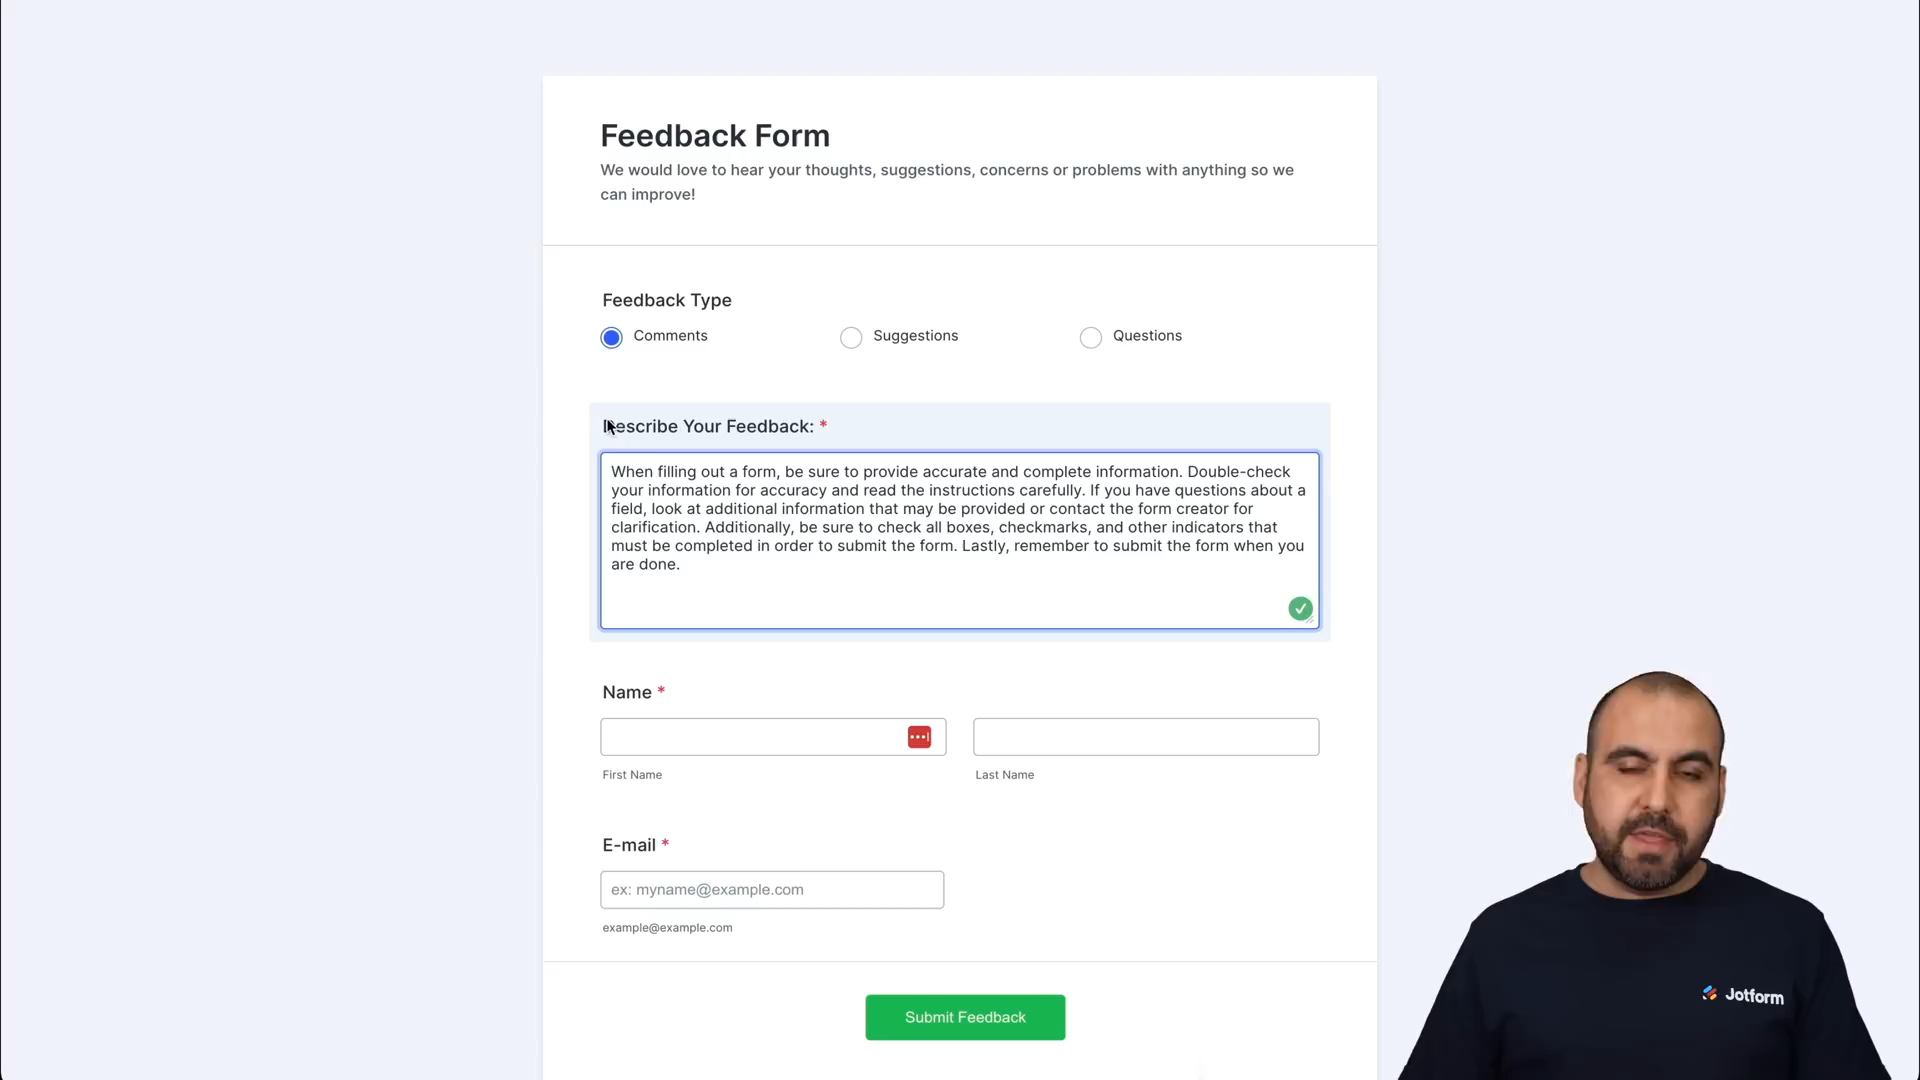 Feedback Form
We would love to hear your thoughts, suggestions, concerns or problems with anything so we
can improve!
Feedback Type
Comments
Suggestions
Questions
Describe Your Feedback: *
When filling out a form, be sure to provide accurate and complete information. Double-check
your information for accuracy and read the instructions carefully. If you have questions about a
field, look at additional information that may be provided or contact the form creator for
clarification. Additionally, be sure to check all boxes, checkmarks, and other indicators that
must be completed in order to submit the form. Lastly, remember to submit the form when you
are done.
Name *
First Name
Last Name
E-mail *
ex: myname@example.com
example@example.com
Submit Feedback
Jotform